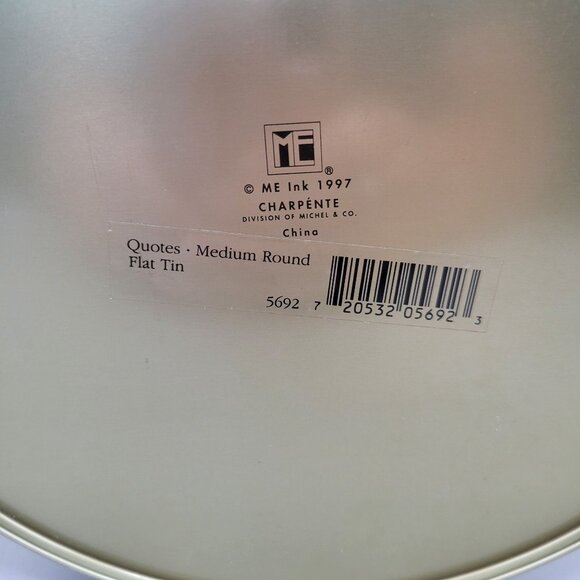 ME
®
© ME Ink 1997
CHARPÉNTE
DIVISION OF MICHEL & CO.
China
Quotes · Medium Round
Flat Tin
5692 7 20532 05692 3